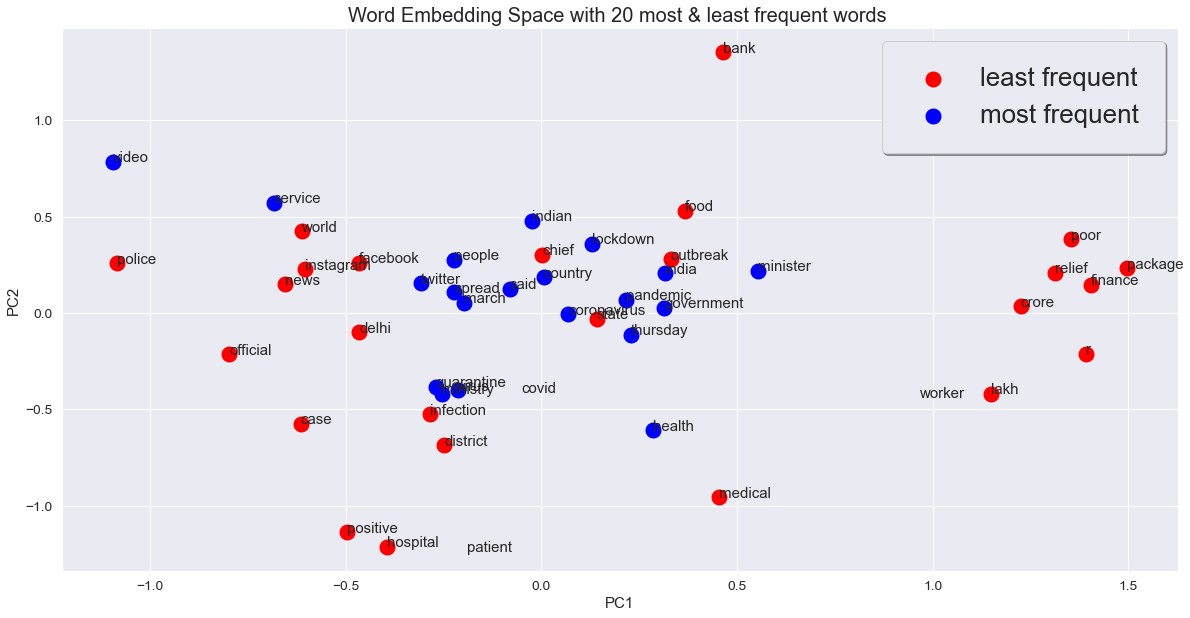 Word Embedding Space with 20 most & least frequent words
bank
least frequent
most frequent
1.0
video
service
0.5
world
indian
food
lockdown
poor
police
instagram
facebook
people
chief
outbreak
india
minister
relief
package
news
twitter
spread
said
country
finance
march
pandemic
government
crore
PC2
0.0
coronavirus
state
delhi
thursday
official
r
quarantine
covid
worker
lakh
−0.5
infection
case
district
health
medical
−1.0
positive
hospital
patient
−1.0
−0.5
0.0
0.5
1.0
1.5
PC1